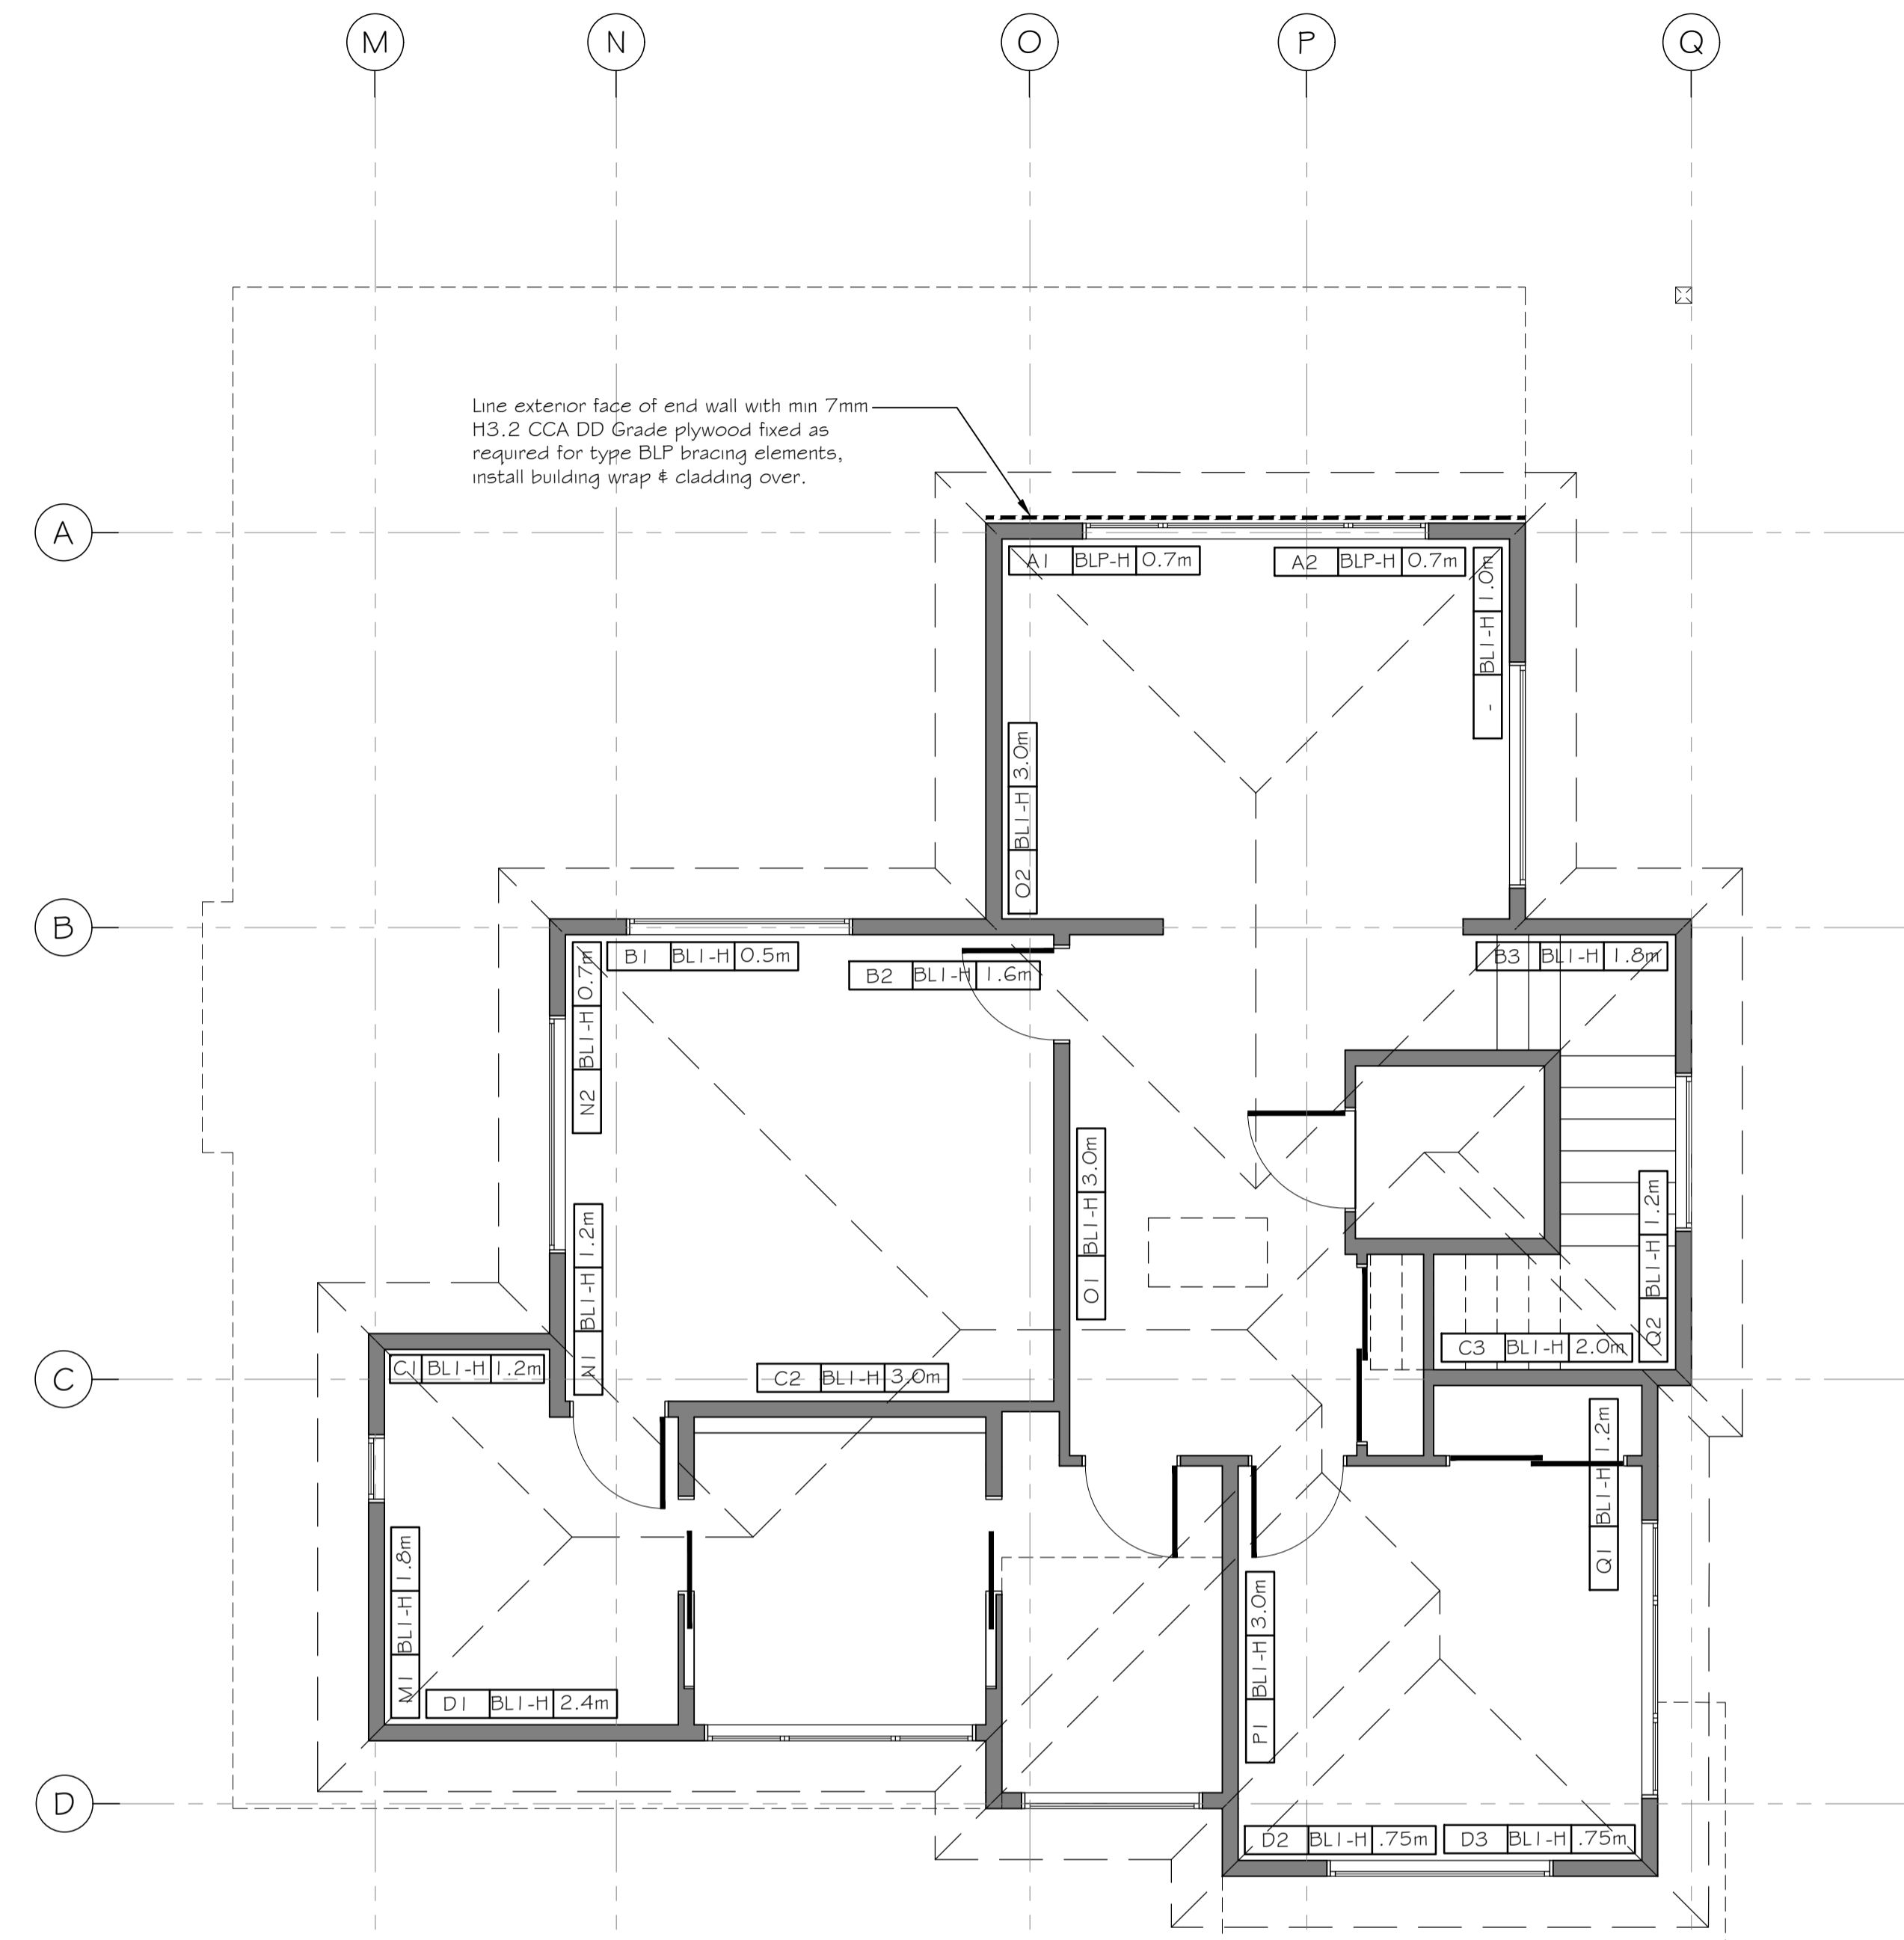 M
N
O
P
Q
Line exterior face of end wall with min 7mm
H3.2 CCA DD Grade plywood fixed as
required for type BLP bracing elements,
install building wrap & cladding over.
A
A1 BLP-H 0.7m
A2 BLP-H 0.7m
- BL1-H 1.0m
O2 BL1-H 3.0m
B
B1 BL1-H 0.5m
B2 BL1-H 1.6m
B3 BL1-H 1.8m
N2 BL1-H 0.7m
O1 BL1-H 3.0m
N1 BL1-H 1.2m
Q2 BL1-H 1.2m
C
C1 BL1-H 1.2m
C2 BL1-H 3.0m
C3 BL1-H 2.0m
Q1 BL1-H 1.2m
M1 BL1-H 1.8m
P1 BL1-H 3.0m
D1 BL1-H 2.4m
D
D2 BL1-H .75m
D3 BL1-H .75m